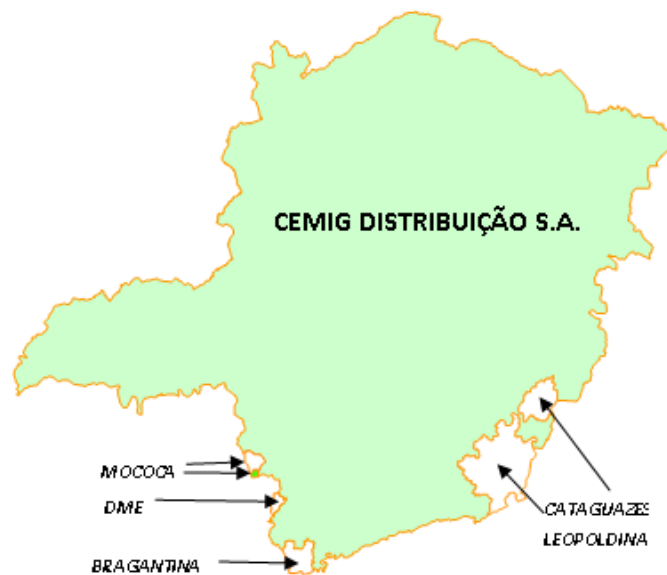 CEMIG DISTRIBUIÇÃO S.A.
MOCOCA
DME
CATAGUAZES
LEOPOLDINA
BRAGANTINA